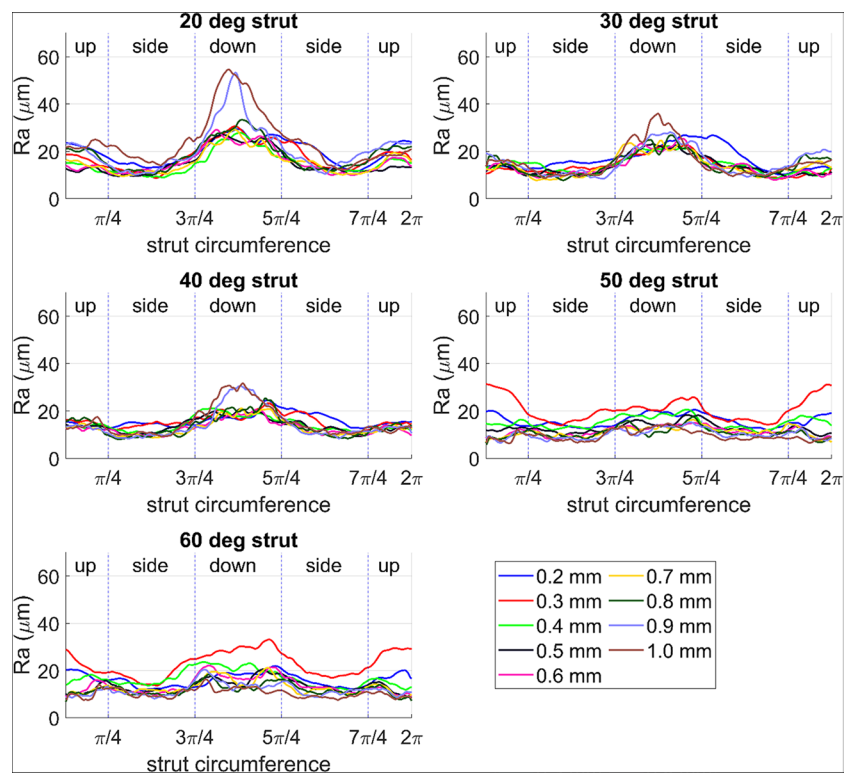 20 deg strut
up side down side up
60
40
20
0
Ra (μm)
π/4 3π/4 5π/4 7π/4 2π
strut circumference
30 deg strut
up side down side up
60
40
20
0
Ra (μm)
π/4 3π/4 5π/4 7π/4 2π
strut circumference
40 deg strut
up side down side up
60
40
20
0
Ra (μm)
π/4 3π/4 5π/4 7π/4 2π
strut circumference
50 deg strut
up side down side up
60
40
20
0
Ra (μm)
π/4 3π/4 5π/4 7π/4 2π
strut circumference
60 deg strut
up side down side up
60
40
20
0
Ra (μm)
π/4 3π/4 5π/4 7π/4 2π
strut circumference
0.2 mm
0.3 mm
0.4 mm
0.5 mm
0.6 mm
0.7 mm
0.8 mm
0.9 mm
1.0 mm